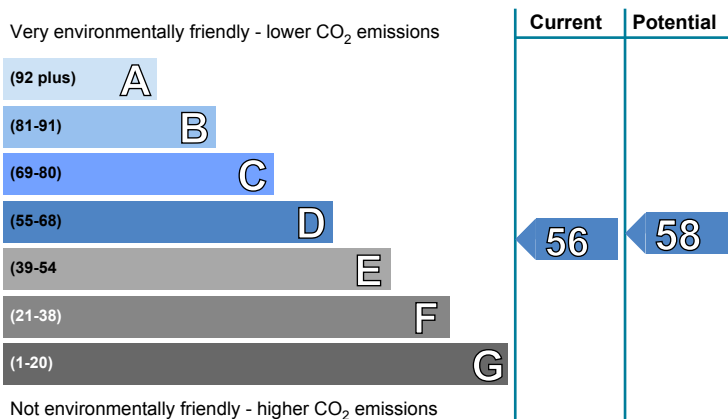 Current Potential
Very environmentally friendly - lower CO2 emissions
(92 plus) A
(81-91) B
(69-80) C
(55-68) D
56 58
(39-54 E
(21-38) F
(1-20) G
Not environmentally friendly - higher CO2 emissions